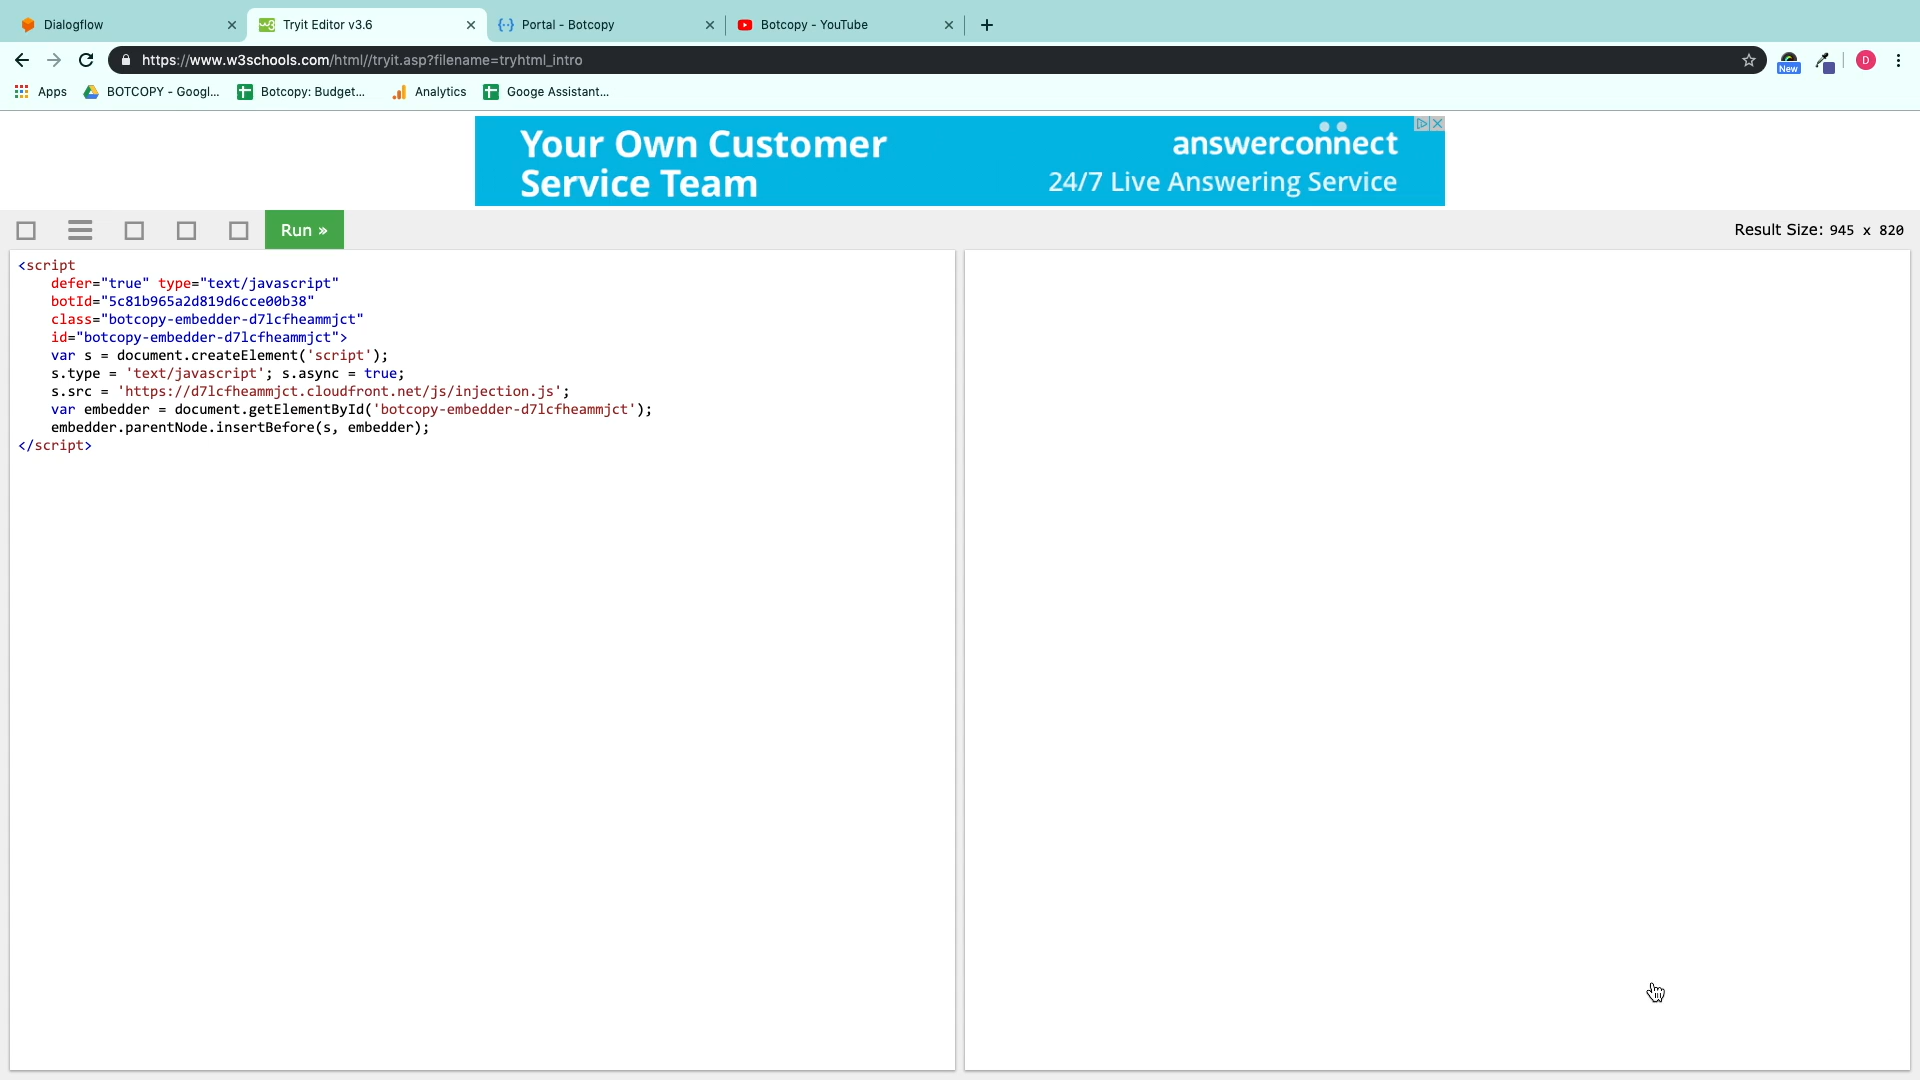 Dialogflow
Tryit Editor v3.6
Portal - Botcopy
Botcopy - YouTube
https://www.w3schools.com/html//tryit.asp?filename=tryhtml_intro
New
D
Apps
BOTCOPY - Googl...
Botcopy: Budget...
Analytics
Googe Assistant...
Your Own Customer
Service Team
answerconnect
24/7 Live Answering Service
Run »
Result Size: 945 x 820
<script
defer="true" type="text/javascript"
botId="5c81b965a2d819d6cce00b38"
class="botcopy-embedder-d7lcfheammjct"
id="botcopy-embedder-d7lcfheammjct">
var s = document.createElement('script');
s.type = 'text/javascript'; s.async = true;
s.src = 'https://d7lcfheammjct.cloudfront.net/js/injection.js';
var embedder = document.getElementById('botcopy-embedder-d7lcfheammjct');
embedder.parentNode.insertBefore(s, embedder);
</script>